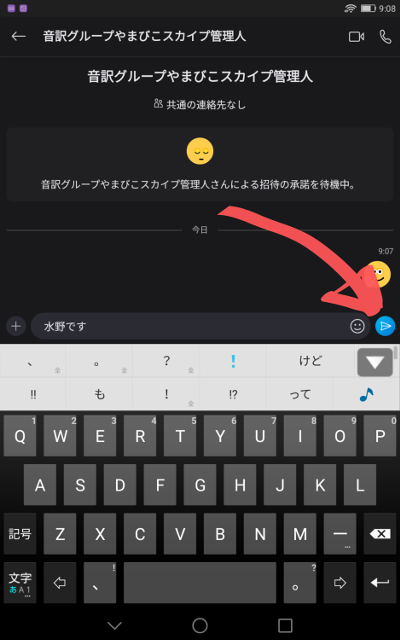 9:08
音訳グループやまびこスカイプ管理人
音訳グループやまびこスカイプ管理人
共通の連絡先なし
音訳グループやまびこスカイプ管理人さんによる招待の承諾を待機中。
今日
9:07
水野です
、 。 ? ! けど
全 全 全
!! も ! !? って
全
1 2 3 4 5 6 7 8 9 0
Q W E R T Y U I O P
A S D F G H J K L
記号 Z X C V B N M ー
...
文字 、 ! 。 ?
あA1